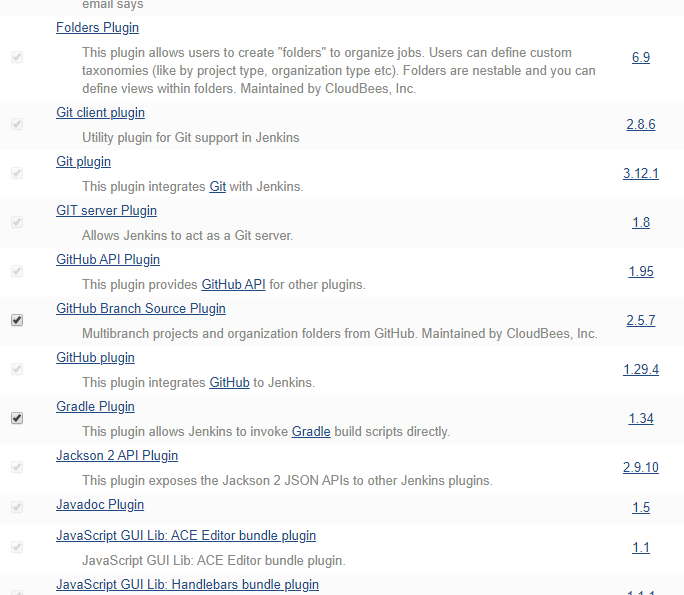 email says
Folders Plugin
This plugin allows users to create "folders" to organize jobs. Users can define custom
taxonomies (like by project type, organization type etc). Folders are nestable and you can
define views within folders. Maintained by CloudBees, Inc.
6.9
Git client plugin
Utility plugin for Git support in Jenkins
2.8.6
Git plugin
This plugin integrates Git with Jenkins.
3.12.1
GIT server Plugin
Allows Jenkins to act as a Git server.
1.8
GitHub API Plugin
This plugin provides GitHub API for other plugins.
1.95
GitHub Branch Source Plugin
Multibranch projects and organization folders from GitHub. Maintained by CloudBees, Inc.
2.5.7
GitHub plugin
This plugin integrates GitHub to Jenkins.
1.29.4
Gradle Plugin
This plugin allows Jenkins to invoke Gradle build scripts directly.
1.34
Jackson 2 API Plugin
This plugin exposes the Jackson 2 JSON APIs to other Jenkins plugins.
2.9.10
Javadoc Plugin
1.5
JavaScript GUI Lib: ACE Editor bundle plugin
JavaScript GUI Lib: ACE Editor bundle plugin.
1.1
JavaScript GUI Lib: Handlebars bundle plugin